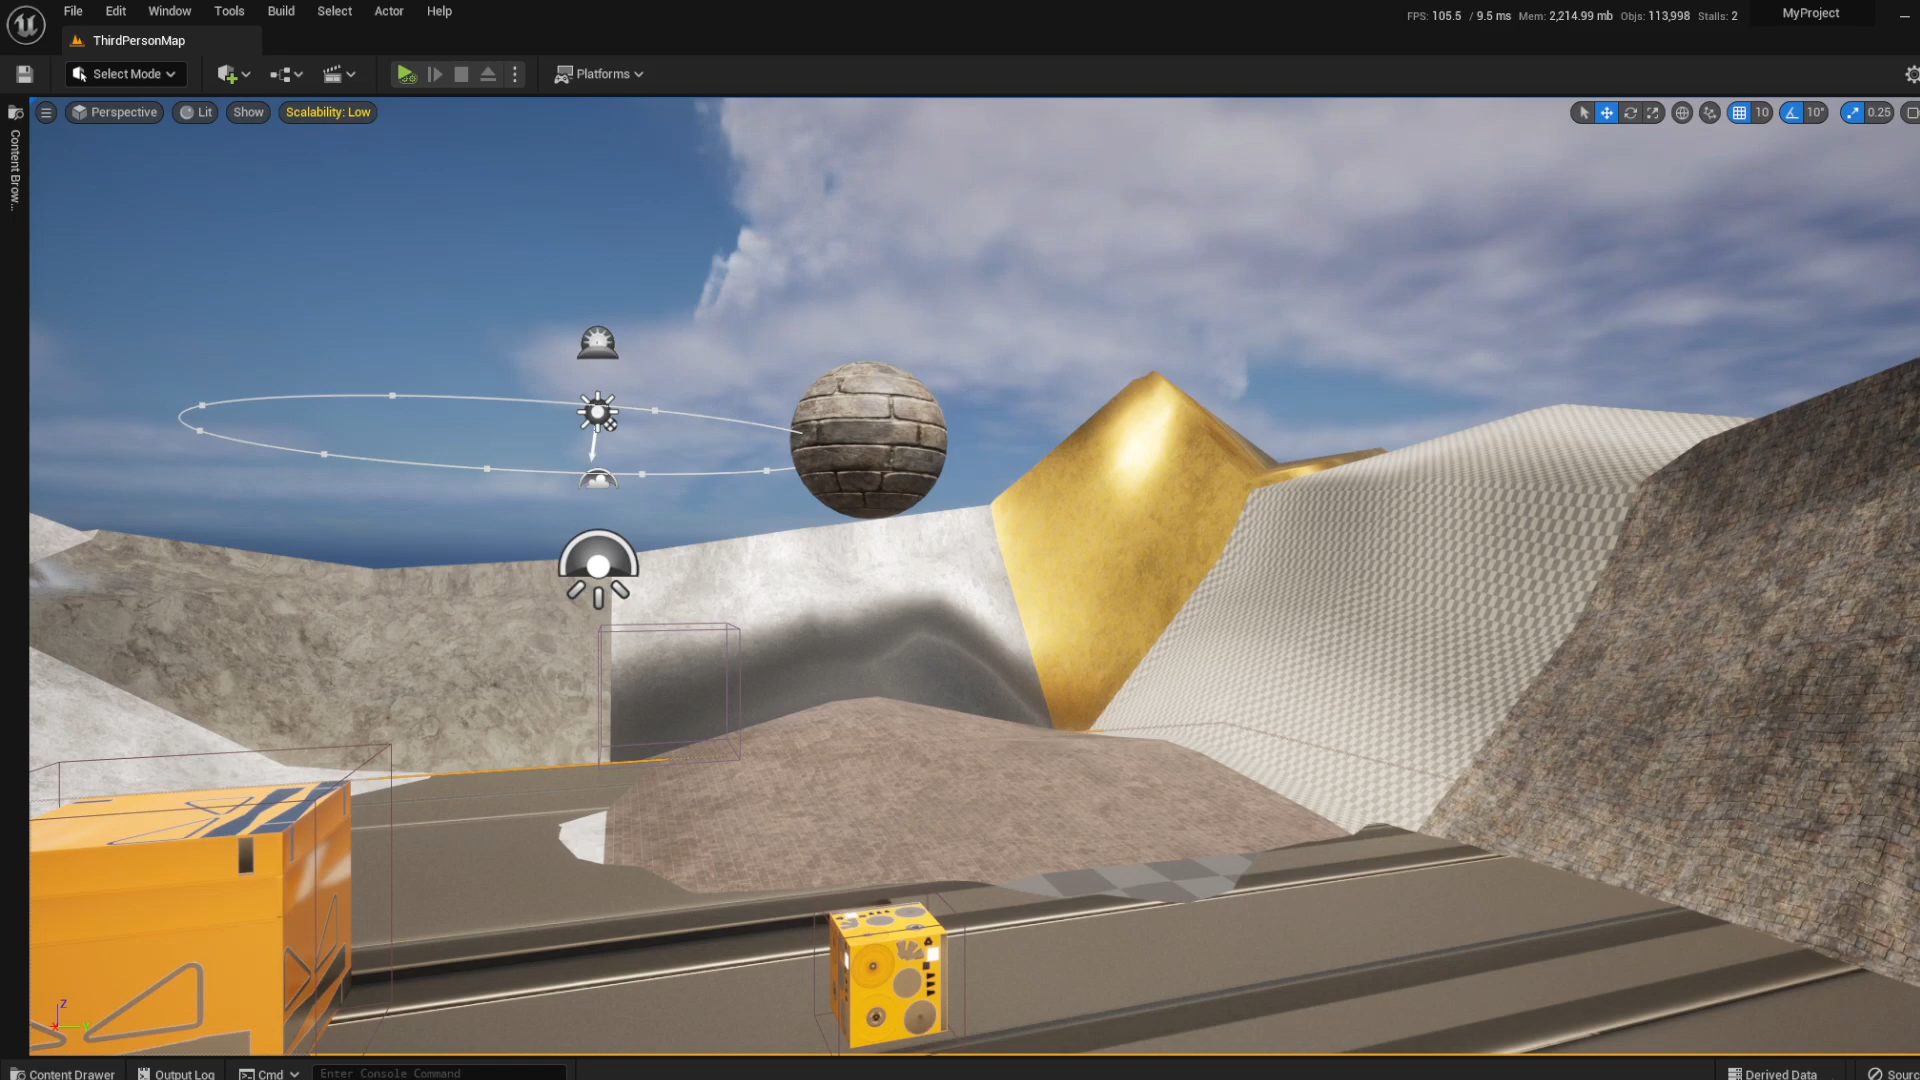 File Edit Window Tools Build Select Actor Help
FPS: 105.5 / 9.5 ms Mem: 2,214.99 mb Objs: 113,998 Stalls: 2
MyProject
ThirdPersonMap
Select Mode
Platforms
Perspective Lit Show Scalability: Low
10 10° 0.25
Content Brow...
Z
Content Drawer Output Log Cmd Enter Console Command
Derived Data